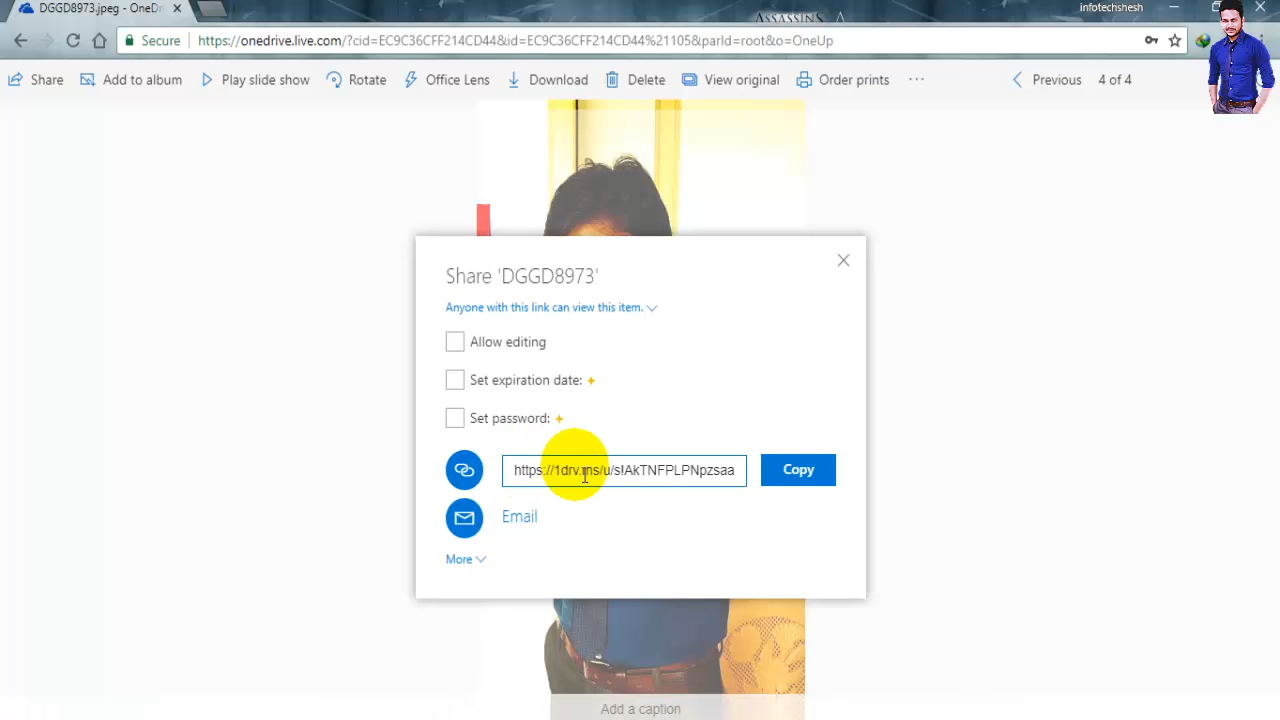 DGGD8973.jpeg - OneDri
ASSASSINS
infotechshesh
Secure https://onedrive.live.com/?cid=EC9C36CFF214CD44&id=EC9C36CFF214CD44%21105&parId=root&o=OneUp
Share Add to album Play slide show Rotate Office Lens Download Delete View original Order prints ··· Previous 4 of 4
Share 'DGGD8973'
Anyone with this link can view this item.
Allow editing
Set expiration date:
Set password:
https://1drv.ms/u/s!AkTNFPLPNpzsaa
Copy
Email
More
Add a caption